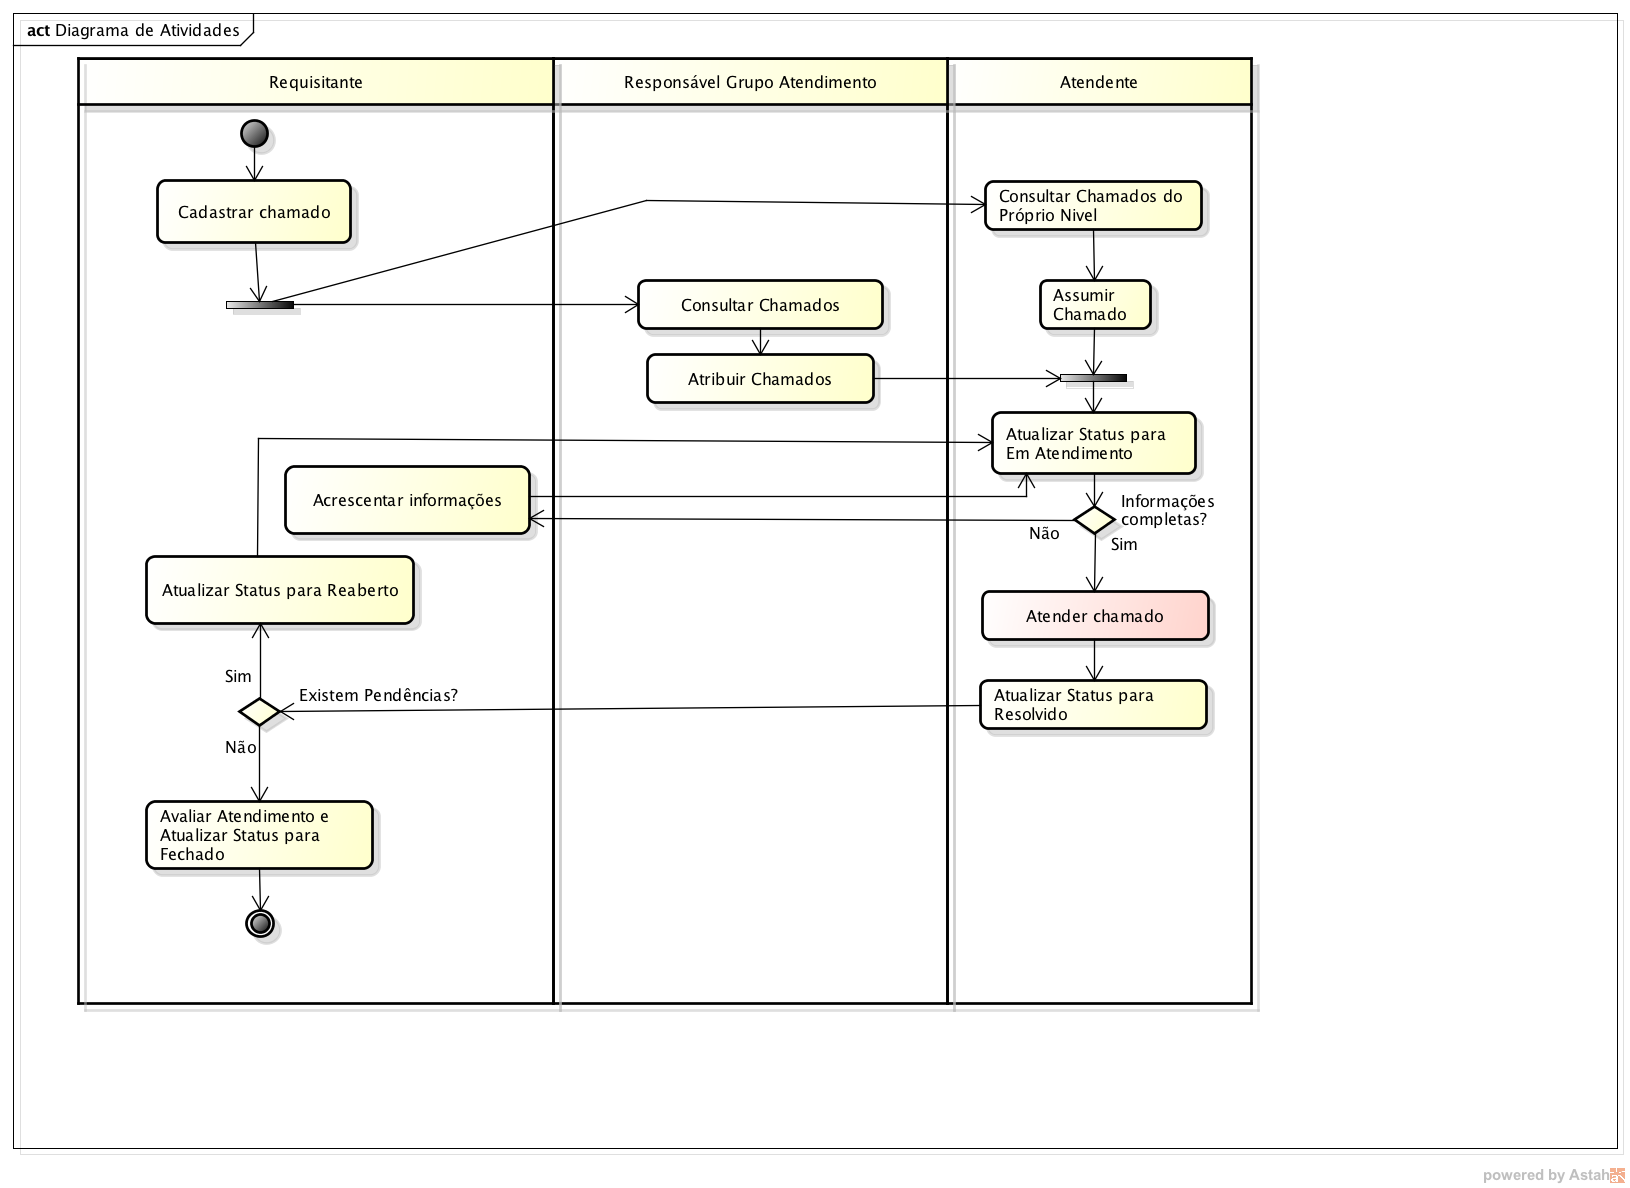 act Diagrama de Atividades
Requisitante
Responsável Grupo Atendimento
Atendente
Cadastrar chamado
Consultar Chamados do
Próprio Nivel
Consultar Chamados
Assumir
Chamado
Atribuir Chamados
Atualizar Status para
Em Atendimento
Acrescentar informações
Informações
completas?
Não
Sim
Atualizar Status para Reaberto
Atender chamado
Sim
Existem Pendências?
Atualizar Status para
Resolvido
Não
Avaliar Atendimento e
Atualizar Status para
Fechado
powered by Astah